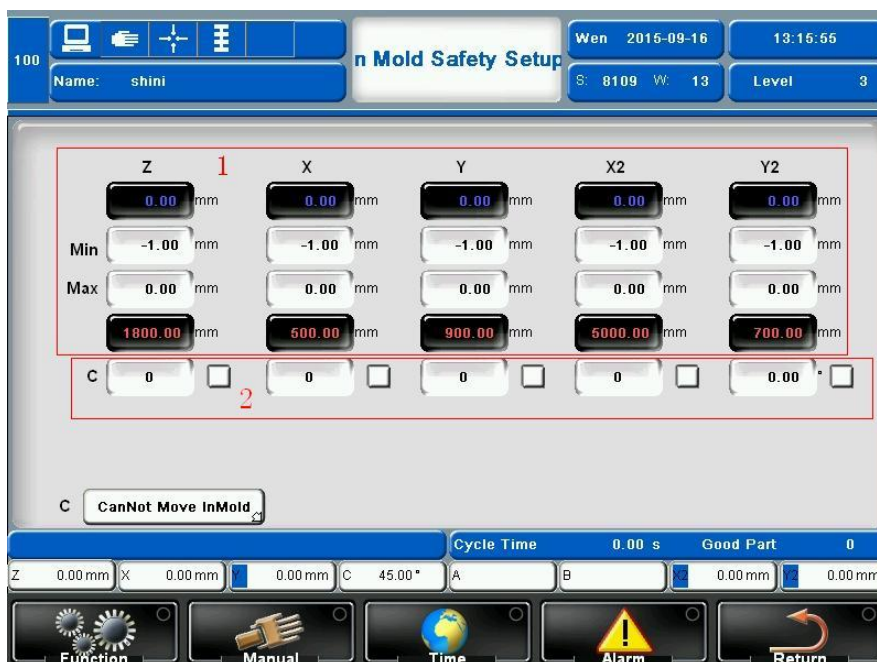 100
Name: shini
n Mold Safety Setup
Wen 2015-09-16
13:15:55
S: 8109 W: 13
Level 3
1
Z X Y X2 Y2
0.00 mm 0.00 mm 0.00 mm 0.00 mm 0.00 mm
Min -1.00 mm -1.00 mm -1.00 mm -1.00 mm -1.00 mm
Max 0.00 mm 0.00 mm 0.00 mm 0.00 mm 0.00 mm
1800.00 mm 500.00 mm 900.00 mm 5000.00 mm 700.00 mm
C 0 0 0 0 0.00 °
2
C CanNot Move InMold
Cycle Time 0.00 s Good Part 0
Z 0.00 mm X 0.00 mm Y 0.00 mm C 45.00 ° A B X2 0.00 mm Y2 0.00 mm
Function Manual Time Alarm Return